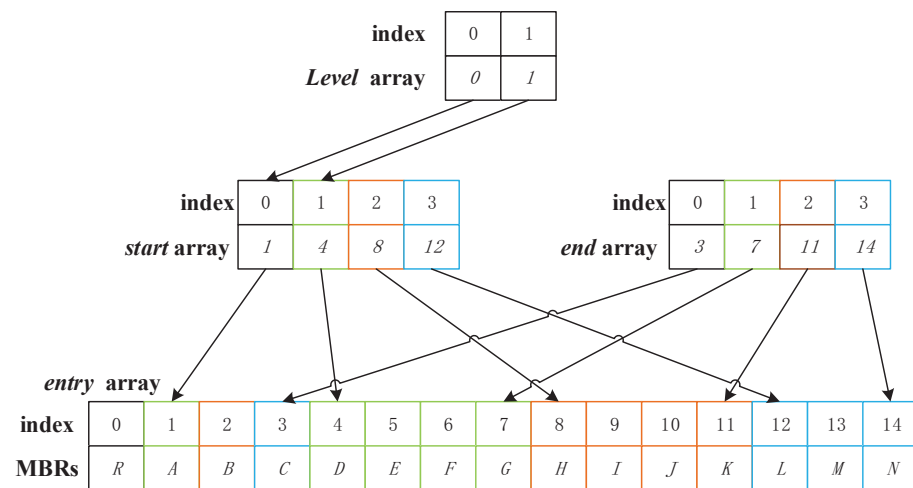 index 0 1
Level array 0 1
index 0 1 2 3 index 0 1 2 3
start array 1 4 8 12 end array 3 7 11 14
entry array
index 0 1 2 3 4 5 6 7 8 9 10 11 12 13 14
MBRs R A B C D E F G H I J K L M N